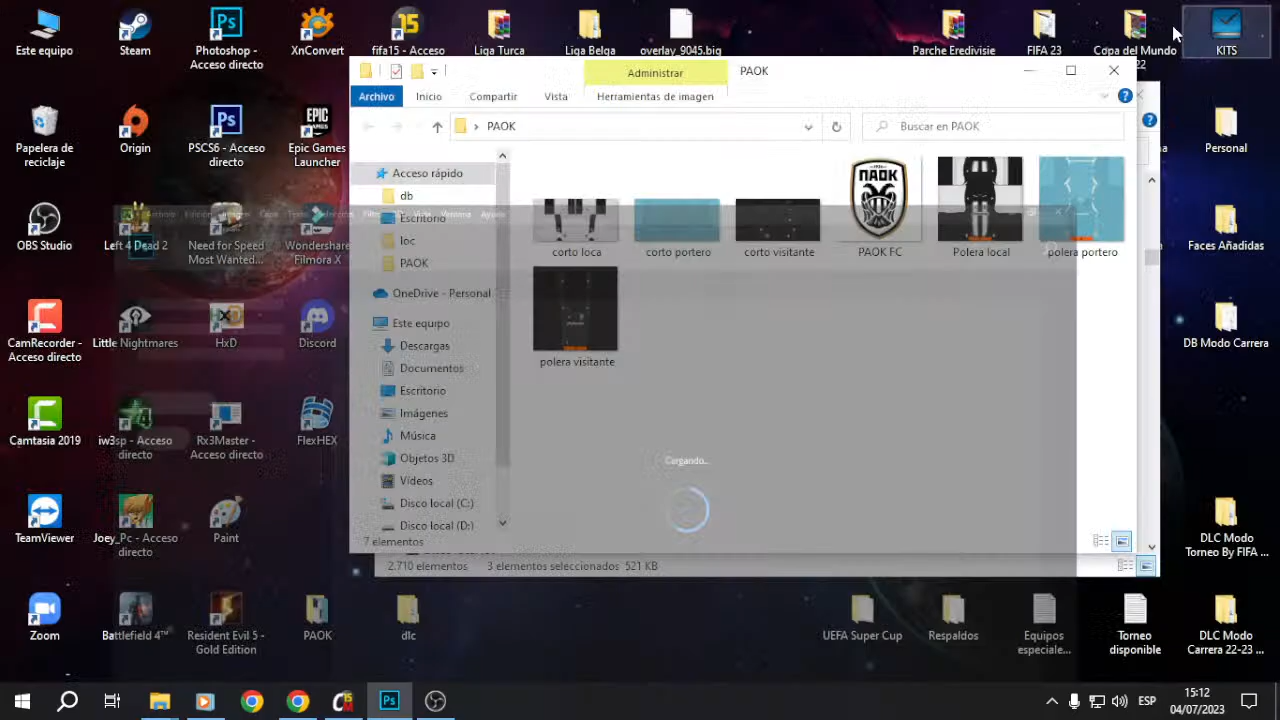 Este equipo
Steam
Photoshop -
Acceso directo
XnConvert
fifa15 - Acceso
Liga Turca
Liga Belga
overlay_9045.big
Parche Eredivisie
FIFA 23
Copa del Mundo
22
KITS
Administrar
PAOK
Archivo
Inicio
Compartir
Vista
Herramientas de imagen
PAOK
Buscar en PAOK
Papelera de
reciclaje
Origin
PSCS6 - Acceso
directo
Epic Games
Launcher
Personal
Acceso rápido
db
Escritorio
loc
PAOK
OneDrive - Personal
Este equipo
Descargas
Documentos
Escritorio
Imágenes
Música
Objetos 3D
Vídeos
Disco local (C:)
Disco local (D:)
corto loca
corto portero
corto visitante
ΠΑΟΚ
PAOK FC
Polera local
polera portero
polera visitante
Cargando...
7 elementos
2.710 elementos
3 elementos seleccionados
521 KB
OBS Studio
Left 4 Dead 2
Need for Speed
Most Wanted...
Wondershare
Filmora X
Faces Añadidas
CamRecorder -
Acceso directo
Little Nightmares
HxD
Discord
DB Modo Carrera
Camtasia 2019
iw3sp - Acceso
directo
Rx3Master -
Acceso directo
FlexHEX
TeamViewer
Joey_Pc - Acceso
directo
Paint
DLC Modo
Torneo By FIFA ...
Zoom
Battlefield 4™
Resident Evil 5 -
Gold Edition
PAOK
dlc
UEFA Super Cup
Respaldos
Equipos
especiale...
Torneo
disponible
DLC Modo
Carrera 22-23 ...
ESP
15:12
04/07/2023